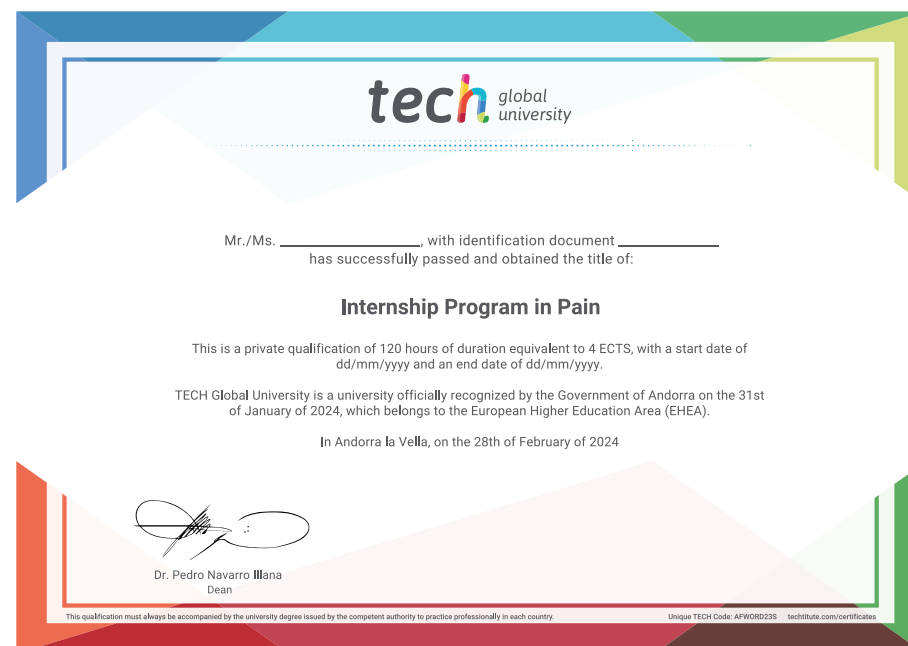 tech global university
Mr./Ms. ____________________, with identification document ______________
has successfully passed and obtained the title of:
Internship Program in Pain
This is a private qualification of 120 hours of duration equivalent to 4 ECTS, with a start date of
dd/mm/yyyy and an end date of dd/mm/yyyy.
TECH Global University is a university officially recognized by the Government of Andorra on the 31st
of January of 2024, which belongs to the European Higher Education Area (EHEA).
In Andorra la Vella, on the 28th of February of 2024
Dr. Pedro Navarro Illana
Dean
This qualification must always be accompanied by the university degree issued by the competent authority to practice professionally in each country.
Unique TECH Code: AFWORD23S techtitute.com/certificates